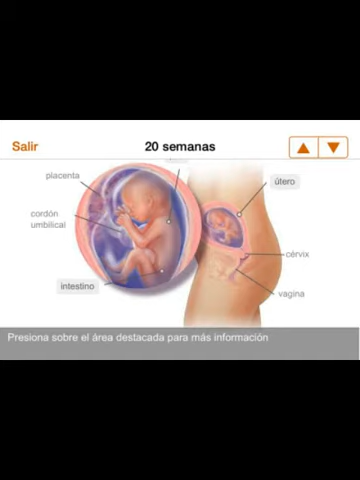 Salir
20 semanas
placenta
útero
cordón
umbilical
cérvix
intestino
vagina
Presiona sobre el área destacada para más información